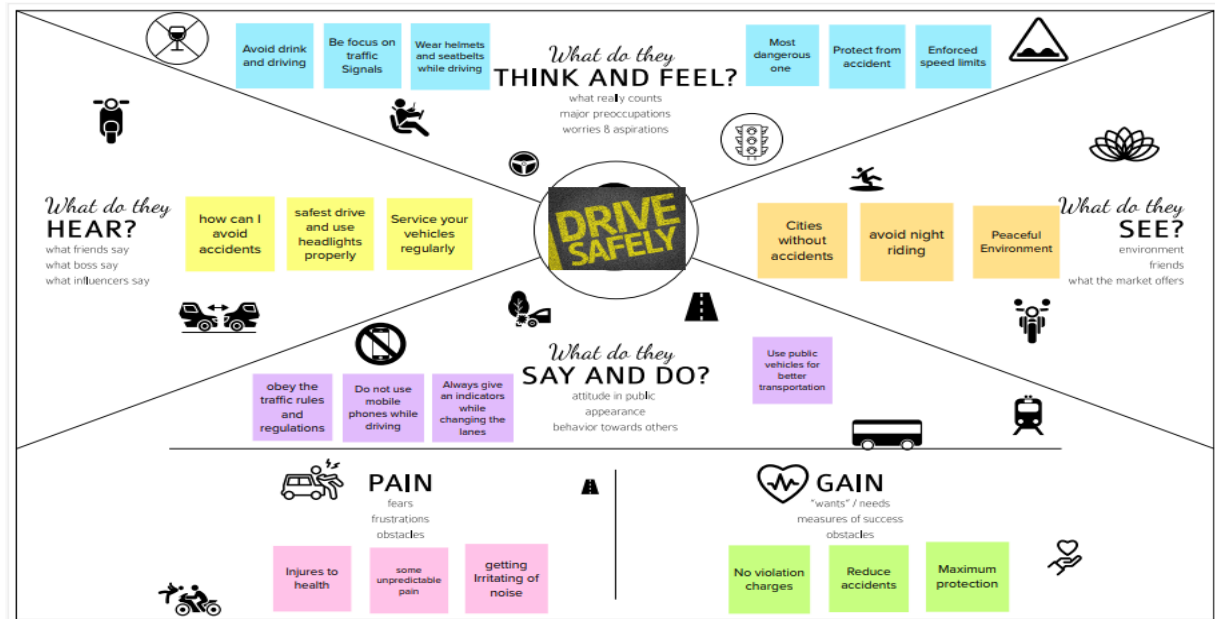 Avoid drink
and driving
Be focus on
traffic
Signals
Wear helmets
and seatbelts
while driving
What do they
THINK AND FEEL?
what really counts
major preoccupations
worries & aspirations
Most
dangerous
one
Protect from
accident
Enforced
speed limits
What do they
HEAR?
what friends say
what boss say
what influencers say
how can I
avoid
accidents
safest drive
and use
headlights
properly
Service your
vehicles
regularly
DRIVE
SAFELY
Cities
without
accidents
avoid night
riding
Peaceful
Environment
What do they
SEE?
environment
friends
what the market offers
What do they
SAY AND DO?
attitude in public
appearance
behavior towards others
obey the
traffic rules
and
regulations
Do not use
mobile
phones while
driving
Always give
an indicators
while
changing the
lanes
Use public
vehicles for
better
transportation
PAIN
fears
frustrations
obstacles
Injures to
health
some
unpredictable
pain
getting
Irritating of
noise
GAIN
"wants" / needs
measures of success
obstacles
No violation
charges
Reduce
accidents
Maximum
protection